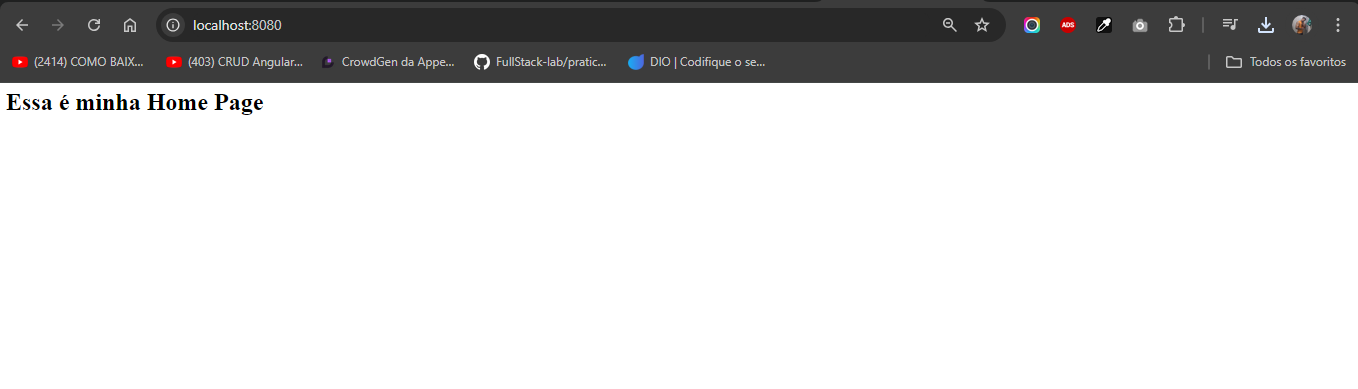 localhost:8080
ADS
(2414) COMO BAIX... (403) CRUD Angular... CrowdGen da Appe... FullStack-lab/pratic... DIO | Codifique o se... Todos os favoritos
Essa é minha Home Page